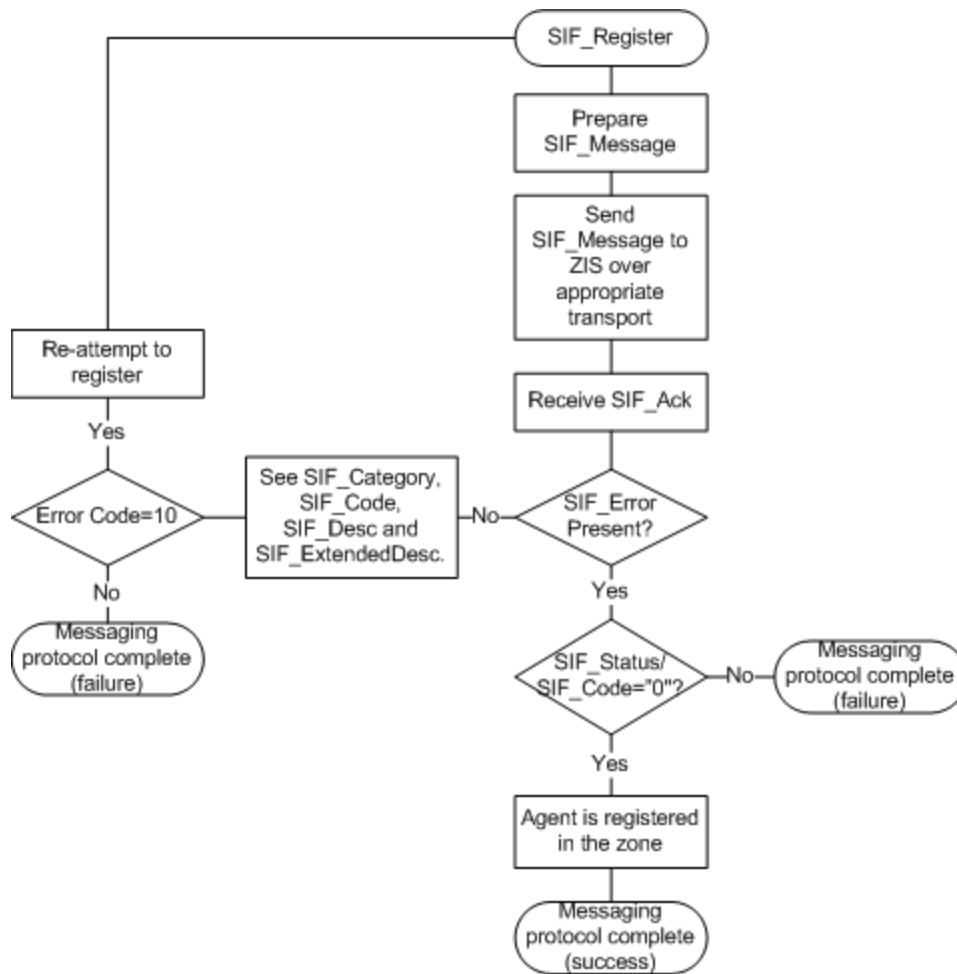 SIF_Register
Prepare
SIF_Message
Send
SIF_Message to
ZIS over
appropriate
transport
Re-attempt to
register
Receive SIF_Ack
Yes
See SIF_Category,
SIF_Code,
SIF_Desc and
SIF_ExtendedDesc.
Error Code=10
No
SIF_Error
Present?
No
Yes
Messaging
protocol complete
(failure)
SIF_Status/
SIF_Code="0"?
No
Messaging
protocol complete
(failure)
Yes
Agent is registered
in the zone
Messaging
protocol complete
(success)